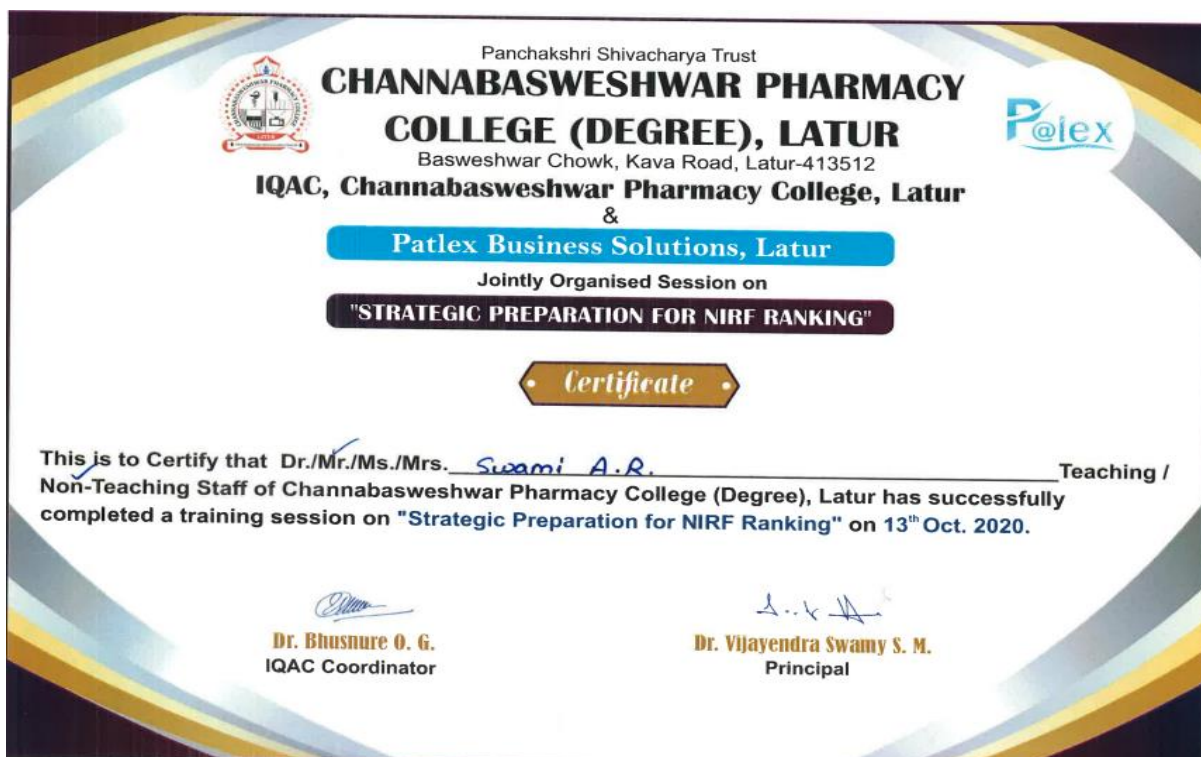 Panchakshri Shivacharya Trust
CHANNABASWESHWAR PHARMACY
COLLEGE (DEGREE), LATUR
Basweshwar Chowk, Kava Road, Latur-413512
IQAC, Channabasweshwar Pharmacy College, Latur
&
P@lex
Patlex Business Solutions, Latur
Jointly Organised Session on
"STRATEGIC PREPARATION FOR NIRF RANKING"
Certificate
This is to Certify that Dr./Mr./Ms./Mrs. Swami A.R. Teaching /
Non-Teaching Staff of Channabasweshwar Pharmacy College (Degree), Latur has successfully
completed a training session on "Strategic Preparation for NIRF Ranking" on 13th Oct. 2020.
Dr. Bhusnure O. G.
IQAC Coordinator
Dr. Vijayendra Swamy S. M.
Principal